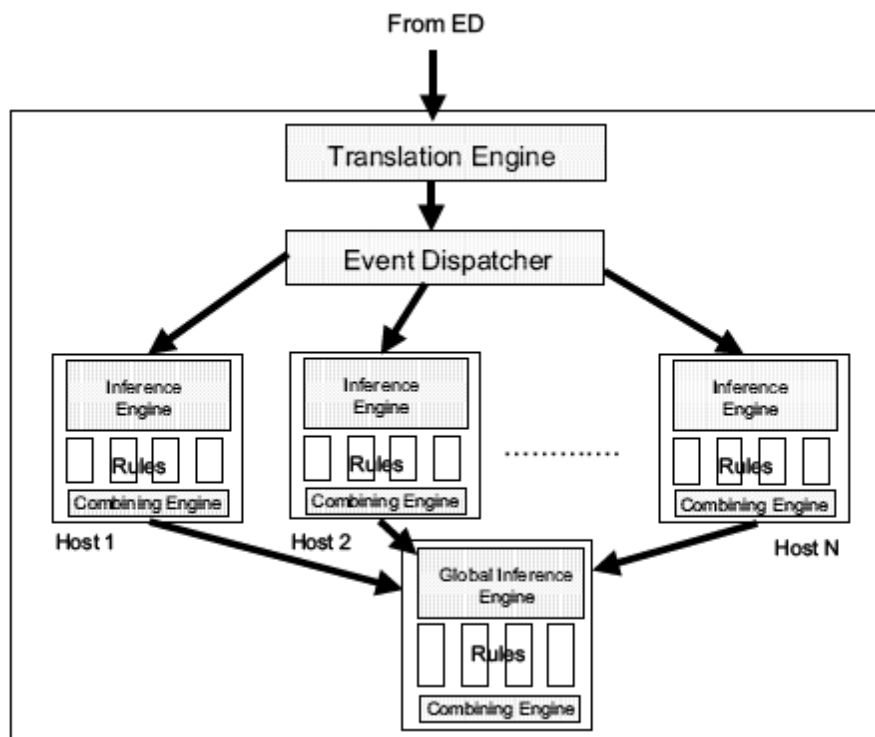 From ED
Translation Engine
Event Dispatcher
Inference
Engine
Rules
Combining Engine
Host 1
Inference
Engine
Rules
Combining Engine
Host 2
.............
Inference
Engine
Rules
Combining Engine
Host N
Global Inference
Engine
Rules
Combining Engine